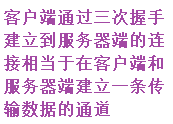 客户端通过三次握手
建立到服务器端的连
接相当于在客户端和
服务器端建立一条传
输数据的通道